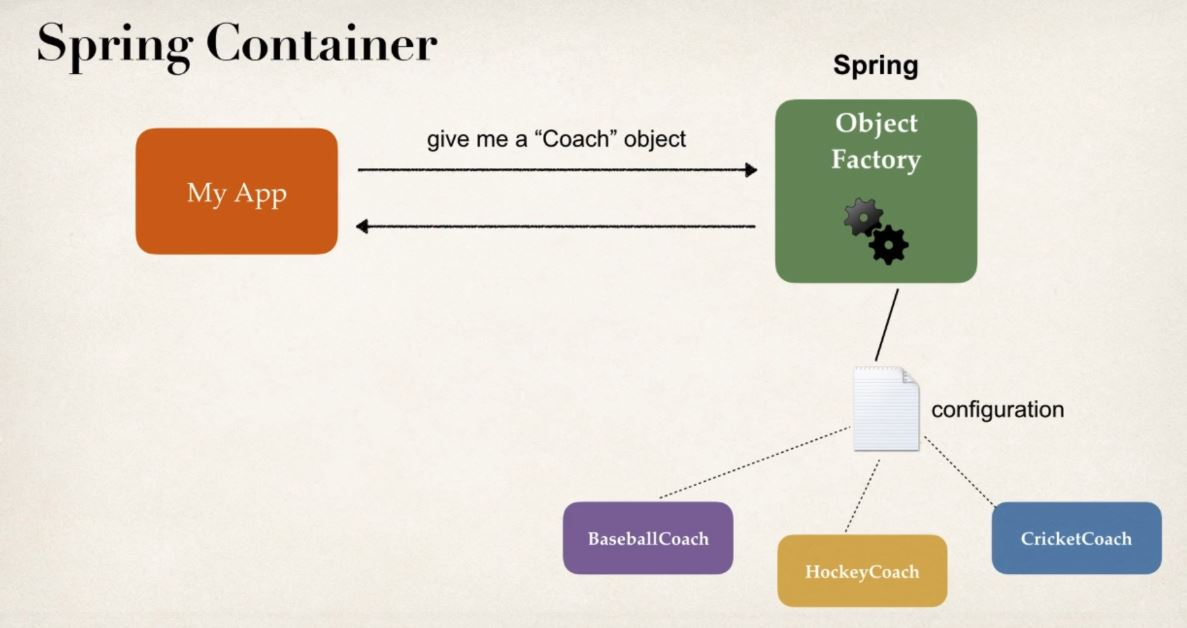 Spring Container
Spring
give me a “Coach” object
My App
Object
Factory
configuration
BaseballCoach
HockeyCoach
CricketCoach